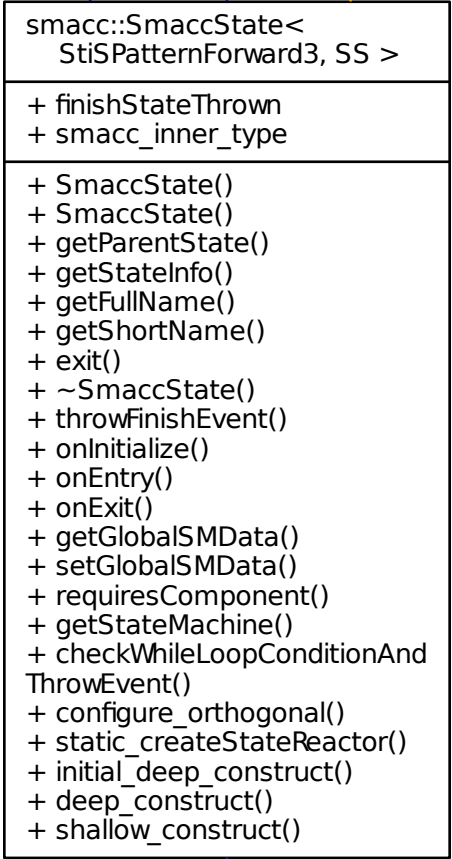 smacc::SmaccState<
StiSPatternForward3, SS >
+ finishStateThrown
+ smacc_inner_type
+ SmaccState()
+ SmaccState()
+ getParentState()
+ getStateInfo()
+ getFullName()
+ getShortName()
+ exit()
+ ~SmaccState()
+ throwFinishEvent()
+ onInitialize()
+ onEntry()
+ onExit()
+ getGlobalSMData()
+ setGlobalSMData()
+ requiresComponent()
+ getStateMachine()
+ checkWhileLoopConditionAnd
ThrowEvent()
+ configure_orthogonal()
+ static_createStateReactor()
+ initial_deep_construct()
+ deep_construct()
+ shallow_construct()